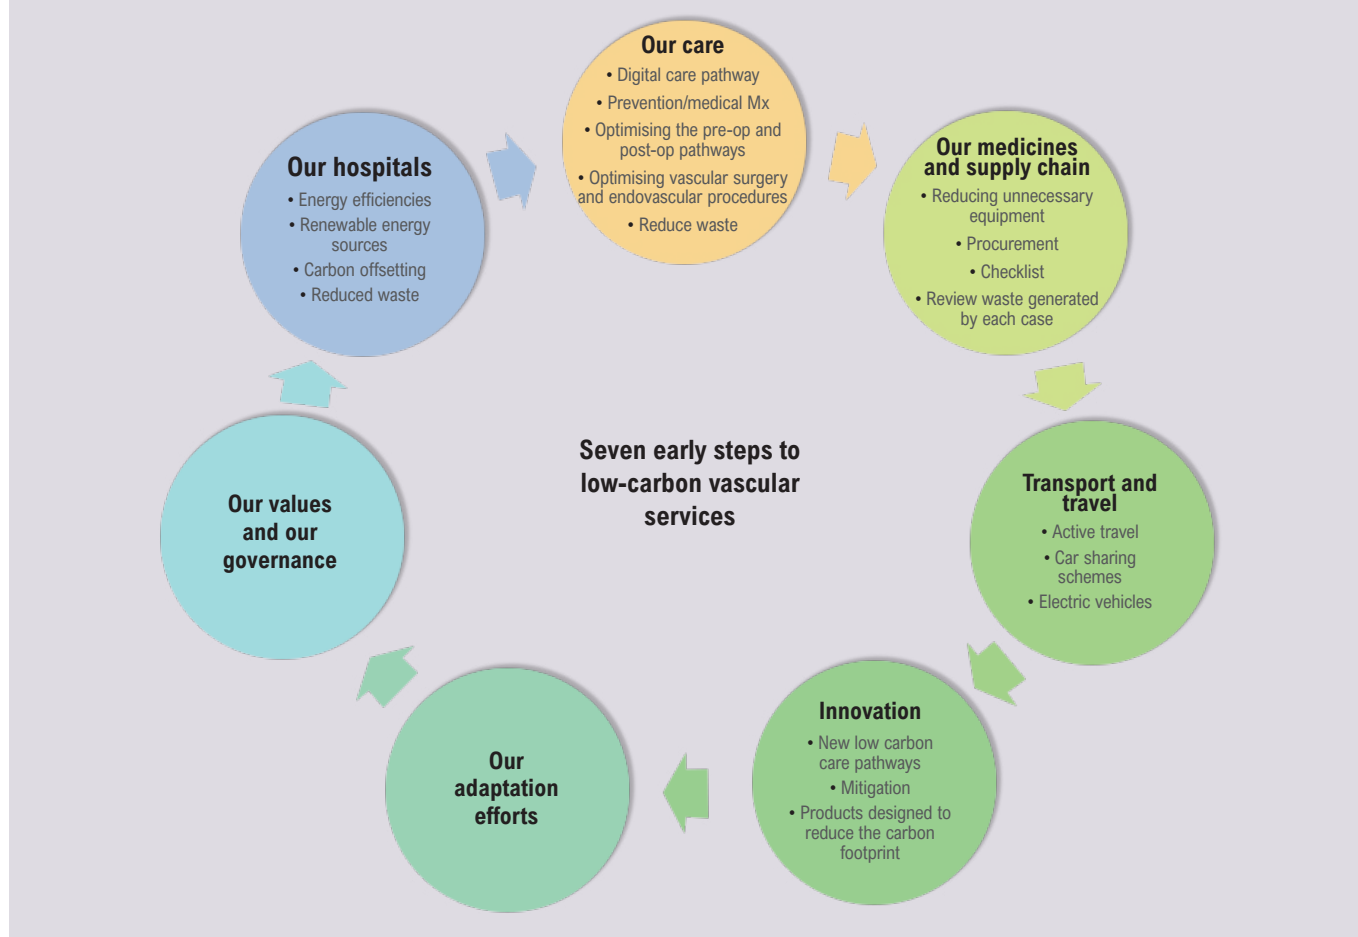 Our care
• Digital care pathway
• Prevention/medical Mx
• Optimising the pre-op and
post-op pathways
• Optimising vascular surgery
and endovascular procedures
• Reduce waste
Our medicines
and supply chain
• Reducing unnecessary
equipment
• Procurement
• Checklist
• Review waste generated
by each case
Transport and
travel
• Active travel
• Car sharing
schemes
• Electric vehicles
Innovation
• New low carbon
care pathways
• Mitigation
• Products designed to
reduce the carbon
footprint
Our
adaptation
efforts
Our values
and our
governance
Our hospitals
• Energy efficiencies
• Renewable energy
sources
• Carbon offsetting
• Reduced waste
Seven early steps to
low-carbon vascular
services